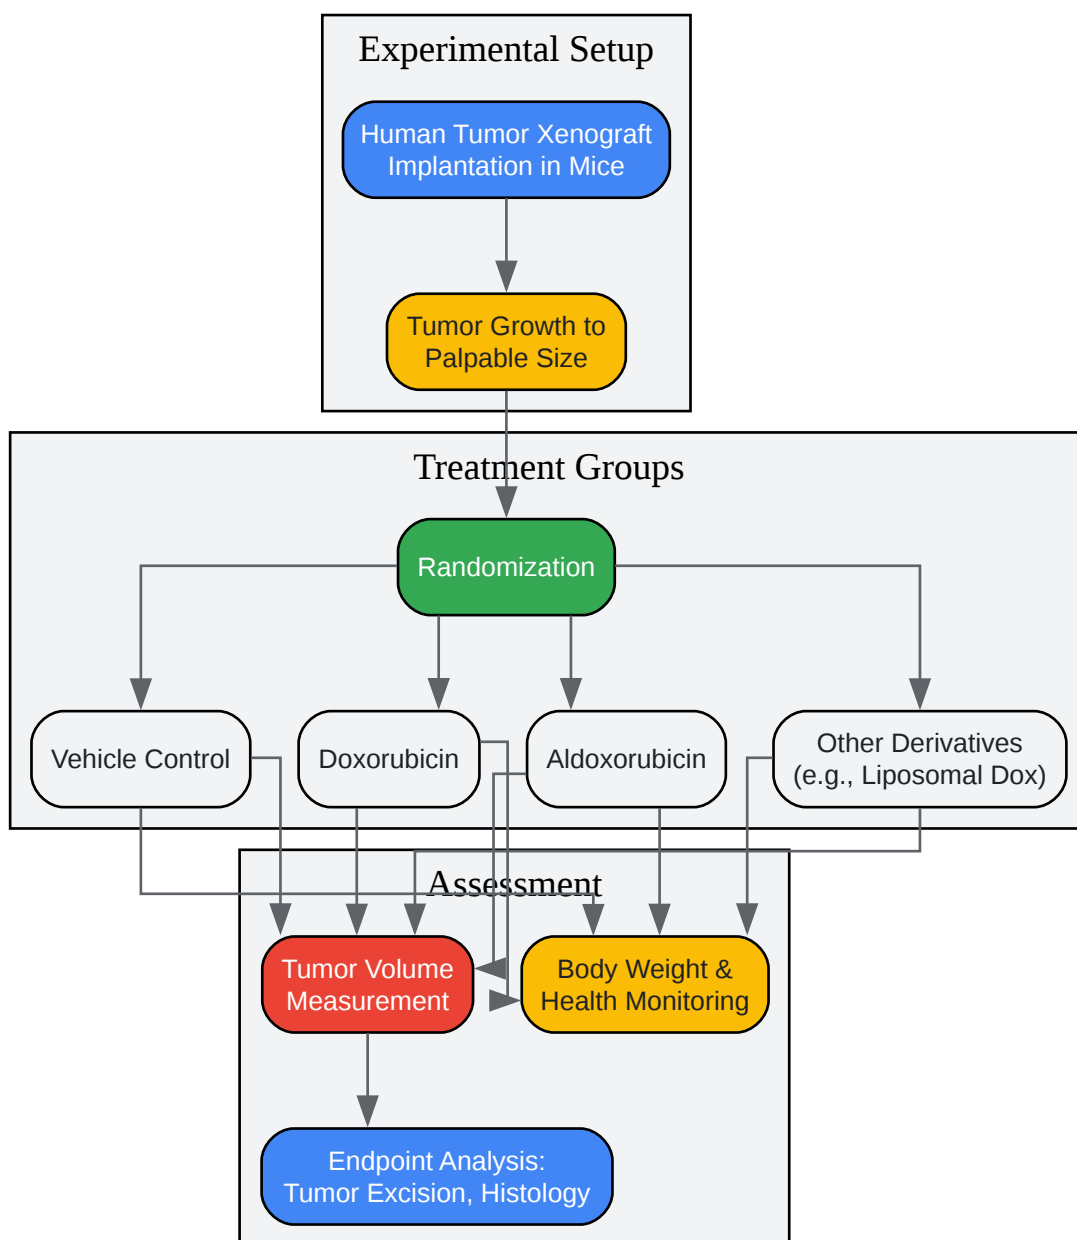 Experimental Setup
Human Tumor Xenograft
Implantation in Mice
Tumor Growth to
Palpable Size
Treatment Groups
Randomization
Vehicle Control
Doxorubicin
Aldoxorubicin
Other Derivatives
(e.g., Liposomal Dox)
Assessment
Tumor Volume
Measurement
Body Weight &
Health Monitoring
Endpoint Analysis:
Tumor Excision, Histology